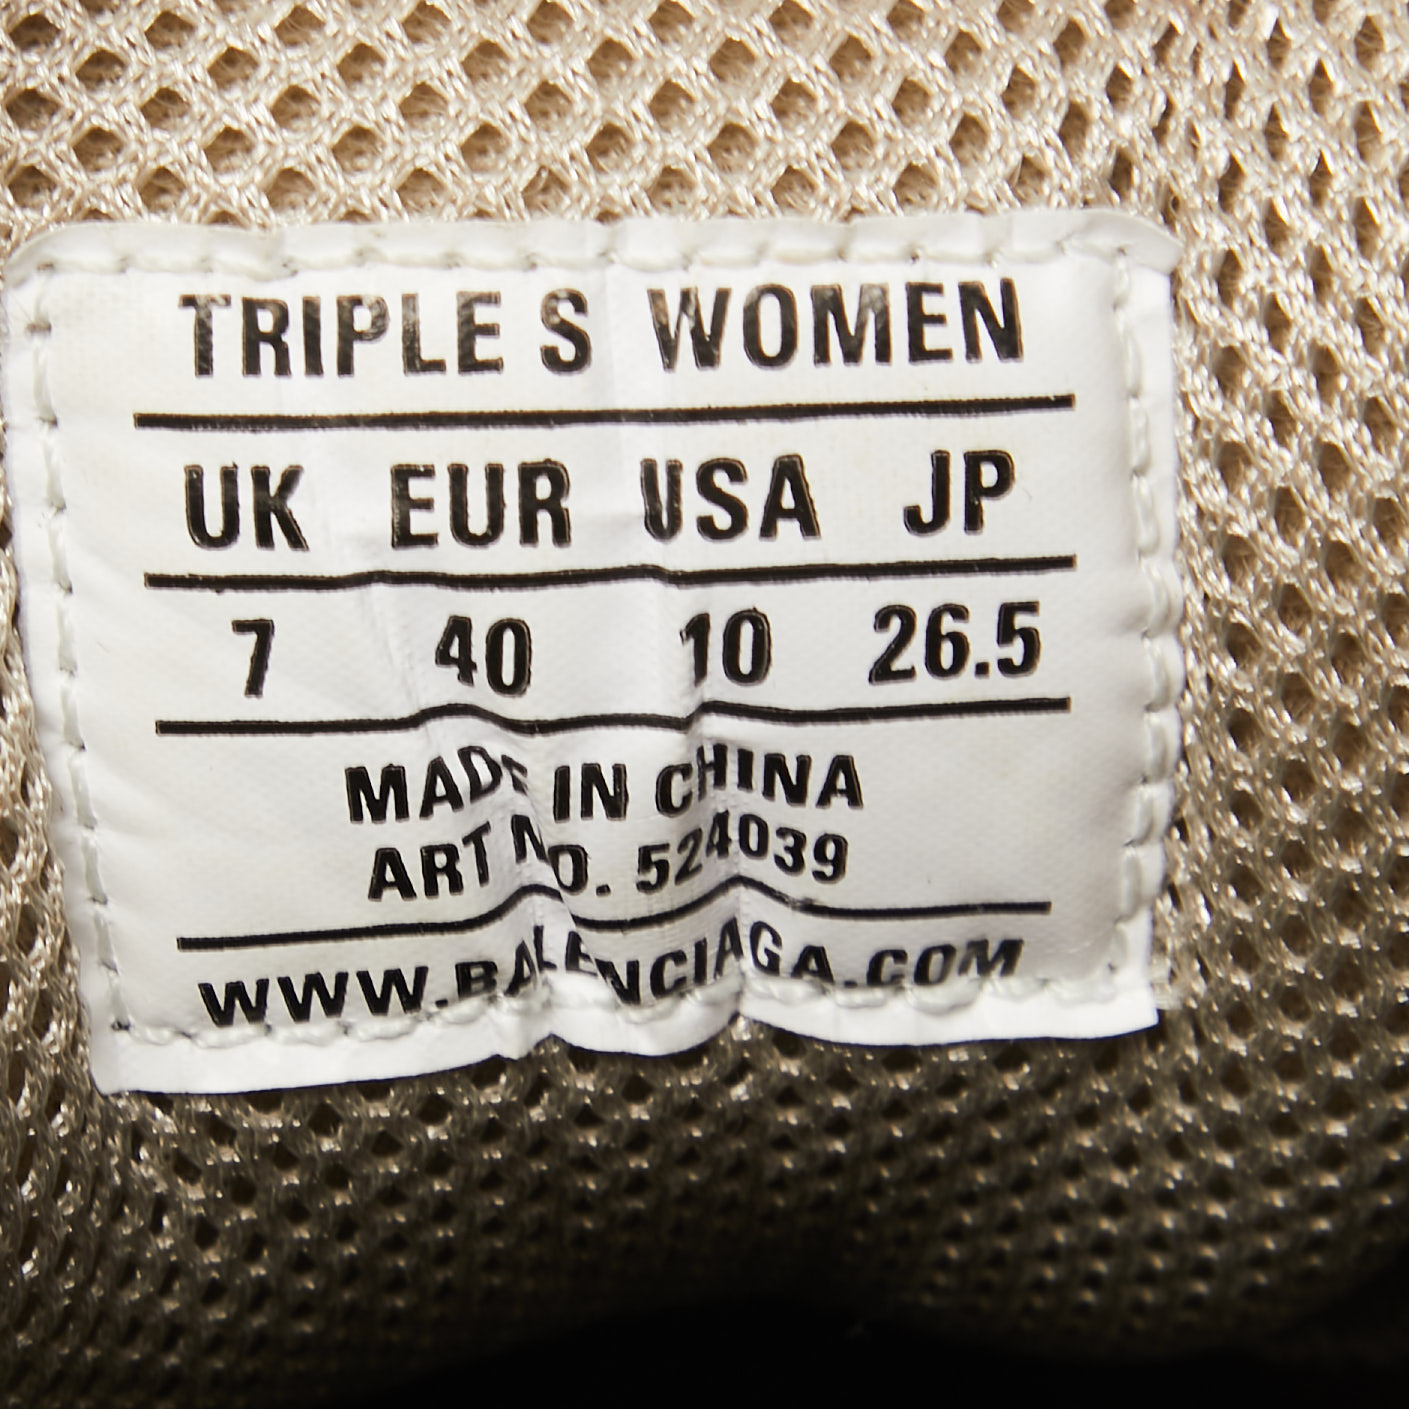 TRIPLE S WOMEN
UK EUR USA JP
7 40 10 26.5
MADE IN CHINA
ART NO. 524039
WWW.BALENCIAGA.COM